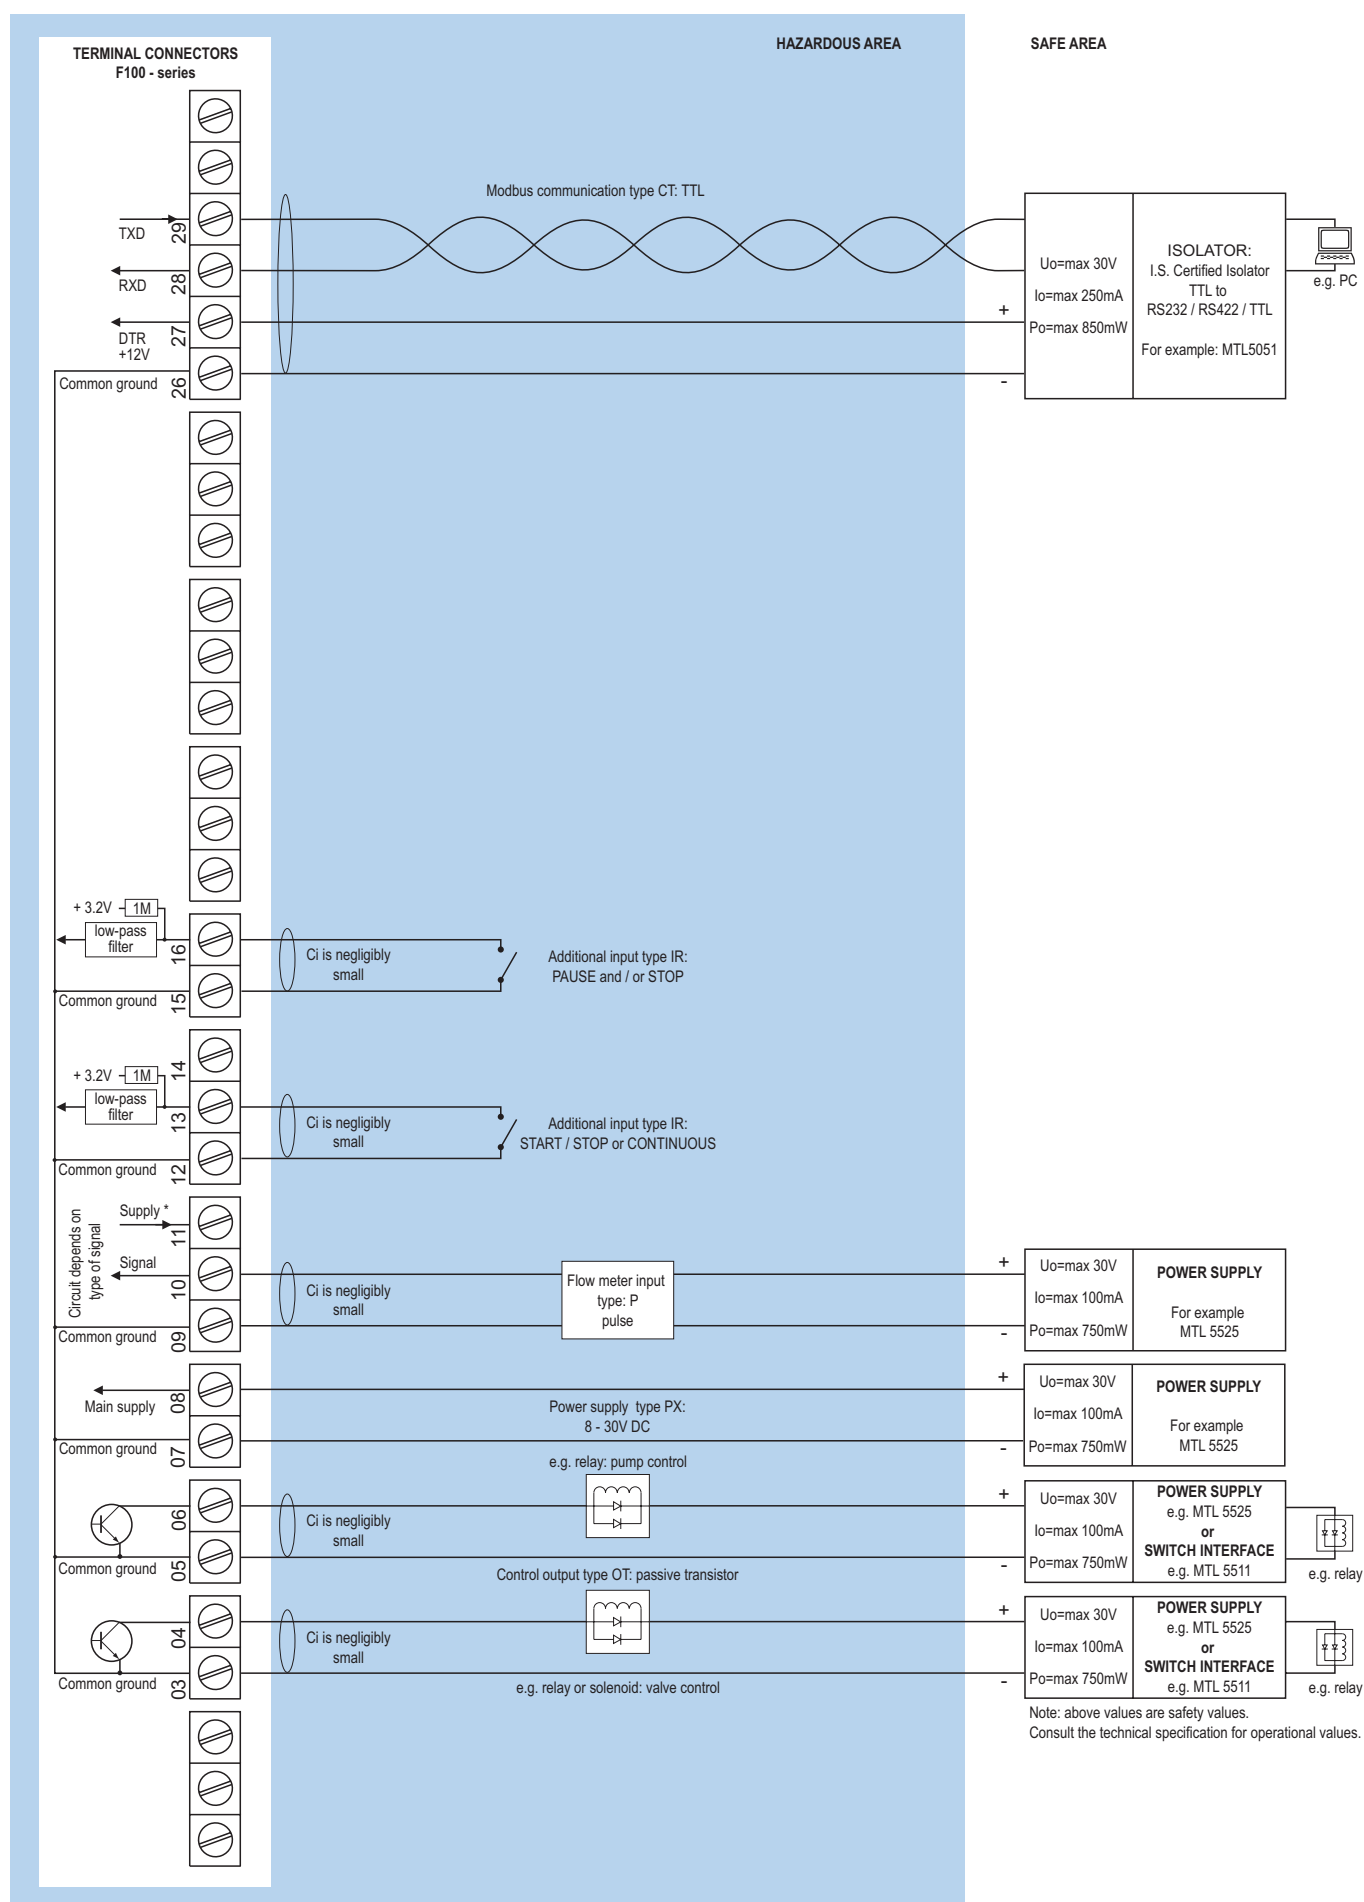 HAZARDOUS AREA
SAFE AREA
TERMINAL CONNECTORS
F100 - series
Modbus communication type CT: TTL
TXD
29
RXD
28
DTR
+12V
27
Common ground
26
+
-
Uo=max 30V
Io=max 250mA
Po=max 850mW
ISOLATOR:
I.S. Certified Isolator
TTL to
RS232 / RS422 / TTL
For example: MTL5051
e.g. PC
+ 3.2V
1M
low-pass
filter
16
Common ground
15
Ci is negligibly
small
Additional input type IR:
PAUSE and / or STOP
14
+ 3.2V
1M
low-pass
filter
13
Common ground
12
Ci is negligibly
small
Additional input type IR:
START / STOP or CONTINUOUS
Circuit depends on
type of signal
Supply *
11
Signal
10
Common ground
09
Ci is negligibly
small
Flow meter input
type: P
pulse
+
-
Uo=max 30V
Io=max 100mA
Po=max 750mW
POWER SUPPLY
For example
MTL 5525
Main supply
08
Common ground
07
Power supply type PX:
8 - 30V DC
+
-
Uo=max 30V
Io=max 100mA
Po=max 750mW
POWER SUPPLY
For example
MTL 5525
e.g. relay: pump control
06
Common ground
05
Ci is negligibly
small
Control output type OT: passive transistor
+
-
Uo=max 30V
Io=max 100mA
Po=max 750mW
POWER SUPPLY
e.g. MTL 5525
or
SWITCH INTERFACE
e.g. MTL 5511
e.g. relay
04
Common ground
03
Ci is negligibly
small
e.g. relay or solenoid: valve control
+
-
Uo=max 30V
Io=max 100mA
Po=max 750mW
POWER SUPPLY
e.g. MTL 5525
or
SWITCH INTERFACE
e.g. MTL 5511
e.g. relay
Note: above values are safety values.
Consult the technical specification for operational values.